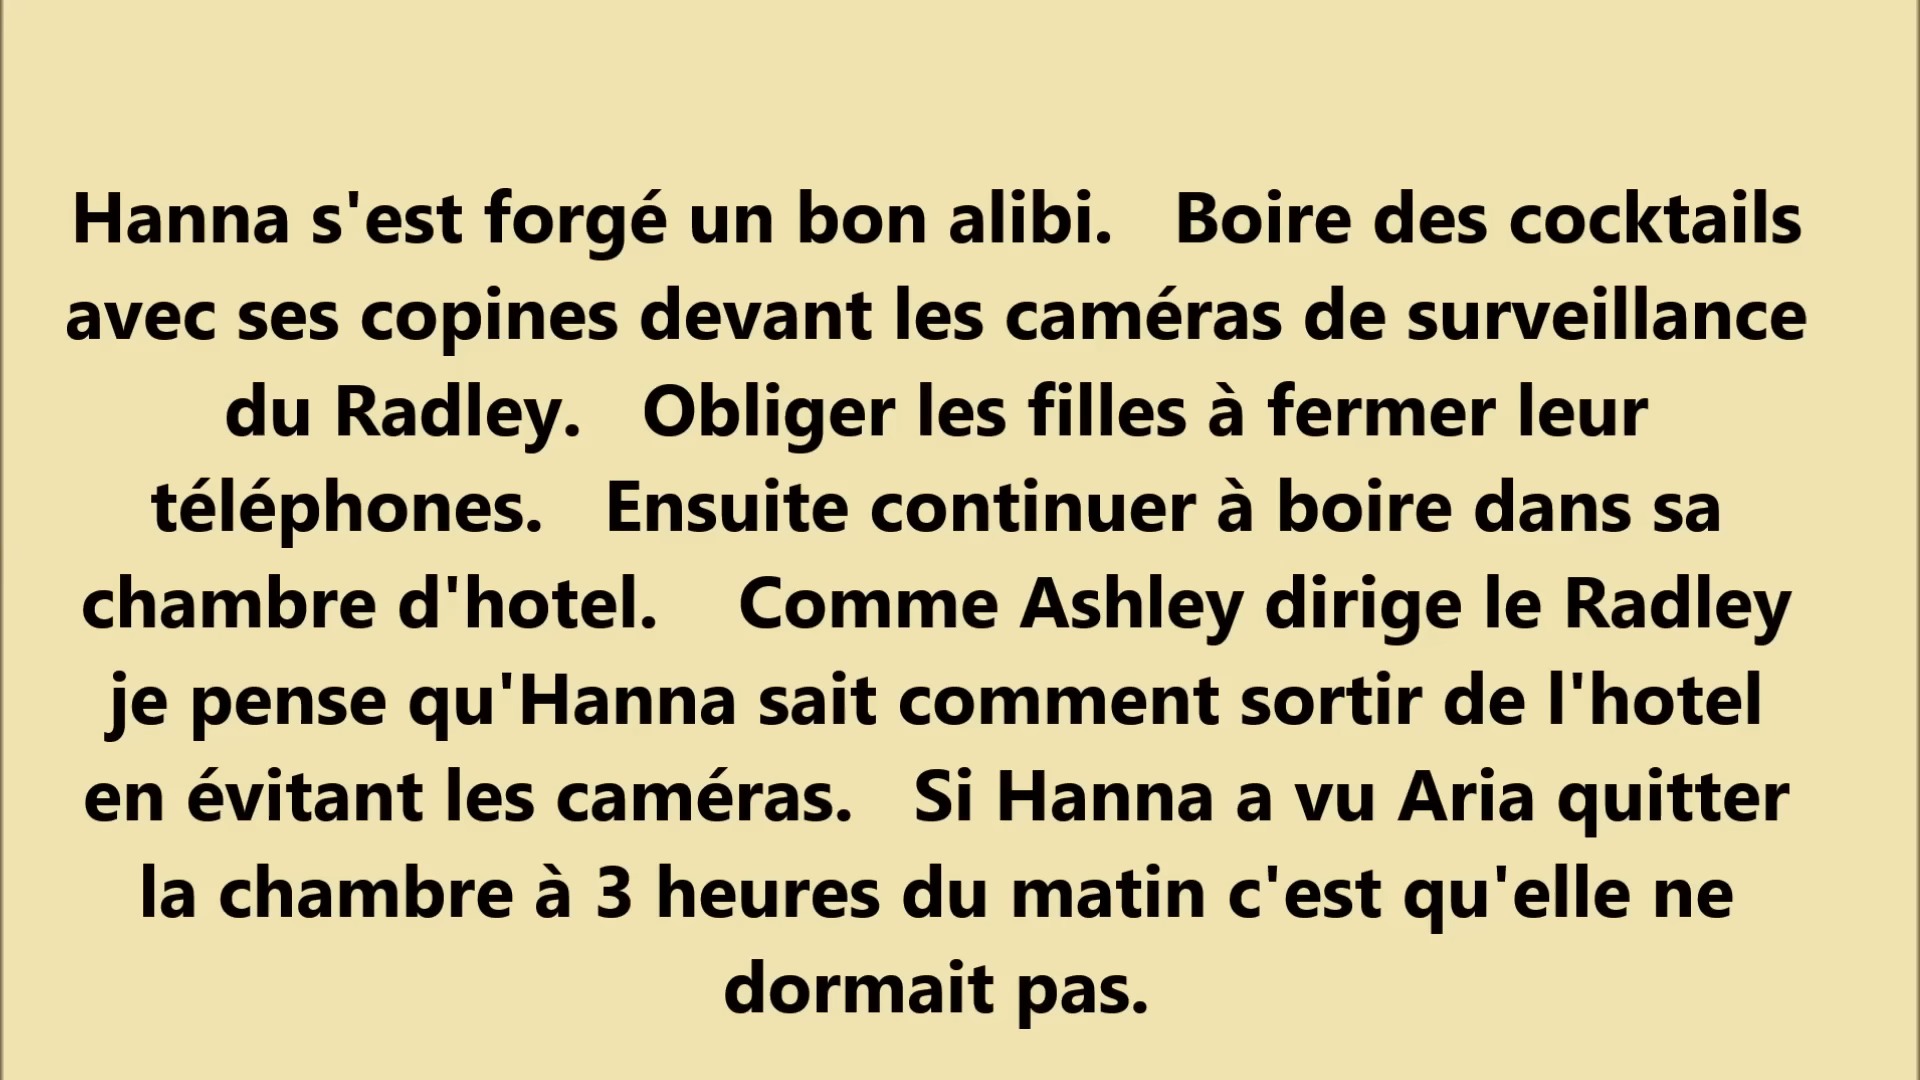 Hanna s'est forgé un bon alibi.   Boire des cocktails
avec ses copines devant les caméras de surveillance
du Radley.   Obliger les filles à fermer leur
téléphones.   Ensuite continuer à boire dans sa
chambre d'hotel.    Comme Ashley dirige le Radley
je pense qu'Hanna sait comment sortir de l'hotel
en évitant les caméras.   Si Hanna a vu Aria quitter
la chambre à 3 heures du matin c'est qu'elle ne
dormait pas.